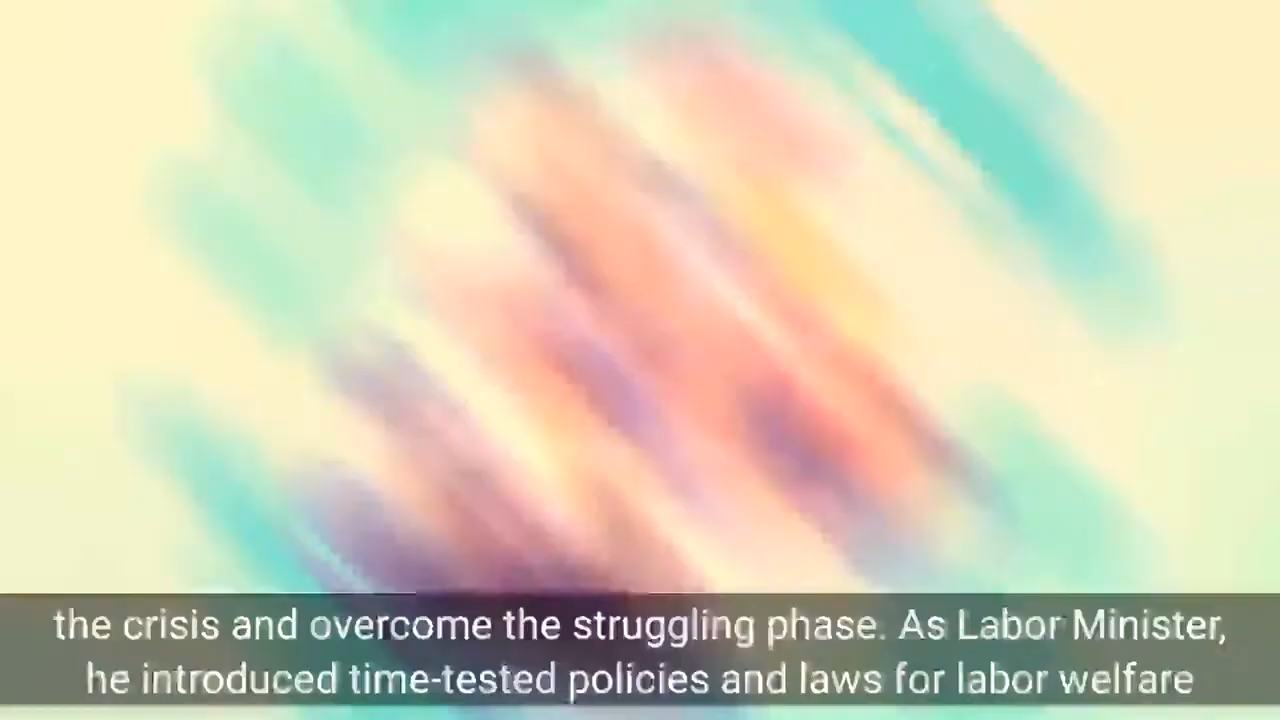 the crisis and overcome the struggling phase. As Labor Minister,
he introduced time-tested policies and laws for labor welfare